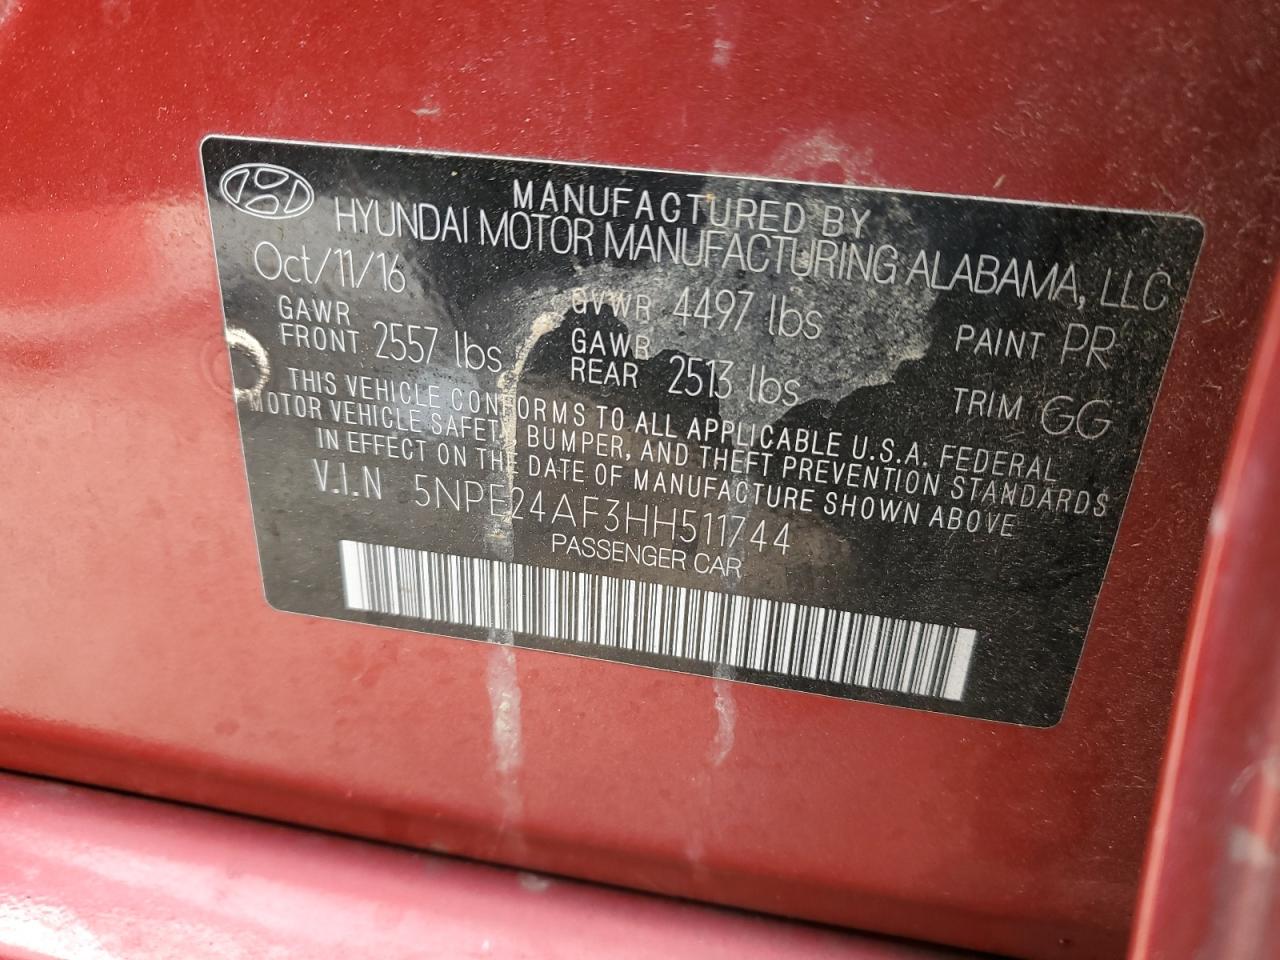 MANUFACTURED BY
HYUNDAI MOTOR MANUFACTURING ALABAMA, LLC
Oct/11/16
GVWR 4497 lbs
PAINT PR
GAWR FRONT 2557 lbs
GAWR REAR 2513 lbs
TRIM GG
THIS VEHICLE CONFORMS TO ALL APPLICABLE U.S.A. FEDERAL
MOTOR VEHICLE SAFETY, BUMPER, AND THEFT PREVENTION STANDARDS
IN EFFECT ON THE DATE OF MANUFACTURE SHOWN ABOVE
V.I.N 5NPE24AF3HH511744
PASSENGER CAR